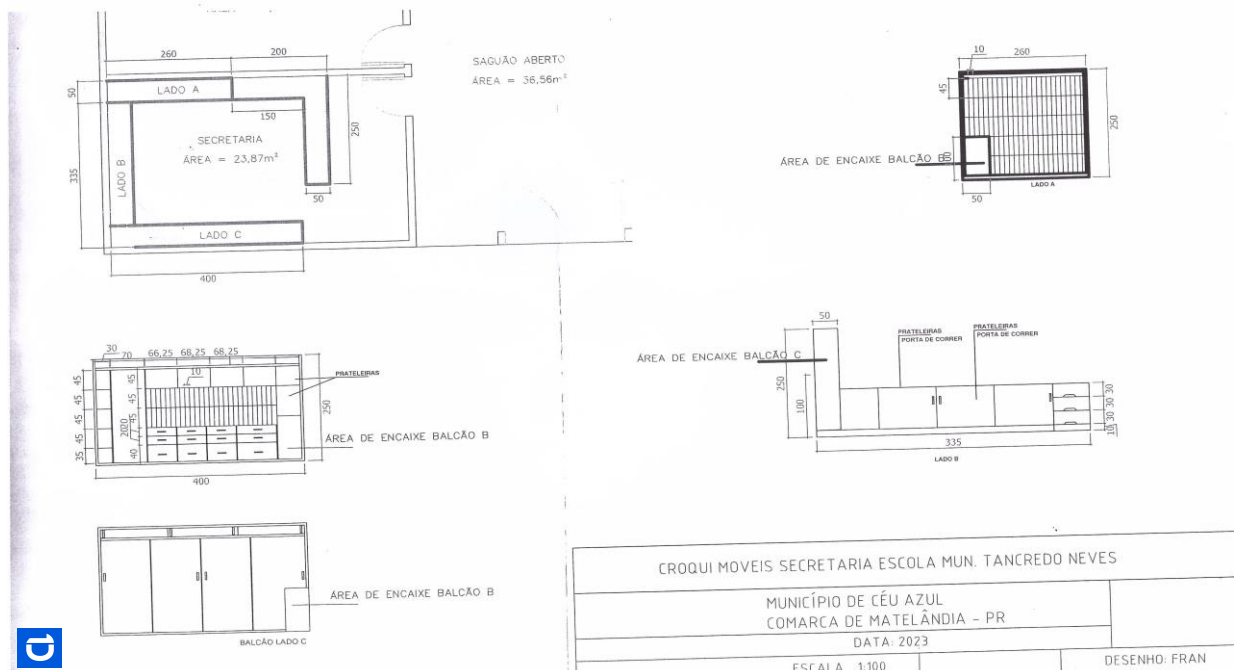 260
200
50
LADO A
150
250
SECRETARIA
ÁREA = 23,87m²
335
LADO B
50
LADO C
400
SAGUÃO ABERTO
ÁREA = 36,56m²
10
260
45
250
ÁREA DE ENCAIXE BALCÃO B
50
LADO A
30
70
66,25
68,25
68,25
10
PRATELEIRAS
45
45
45
45
35
45
45
45
2020
40
250
ÁREA DE ENCAIXE BALCÃO B
400
50
PRATELEIRAS
PORTA DE CORRER
PRATELEIRAS
PORTA DE CORRER
ÁREA DE ENCAIXE BALCÃO C
250
100
30
30
30
10
335
LADO B
ÁREA DE ENCAIXE BALCÃO B
BALCÃO LADO C
CROQUI MOVEIS SECRETARIA ESCOLA MUN. TANCREDO NEVES
MUNICÍPIO DE CÉU AZUL
COMARCA DE MATELÂNDIA - PR
DATA: 2023
ESCALA 1:100
DESENHO: FRAN